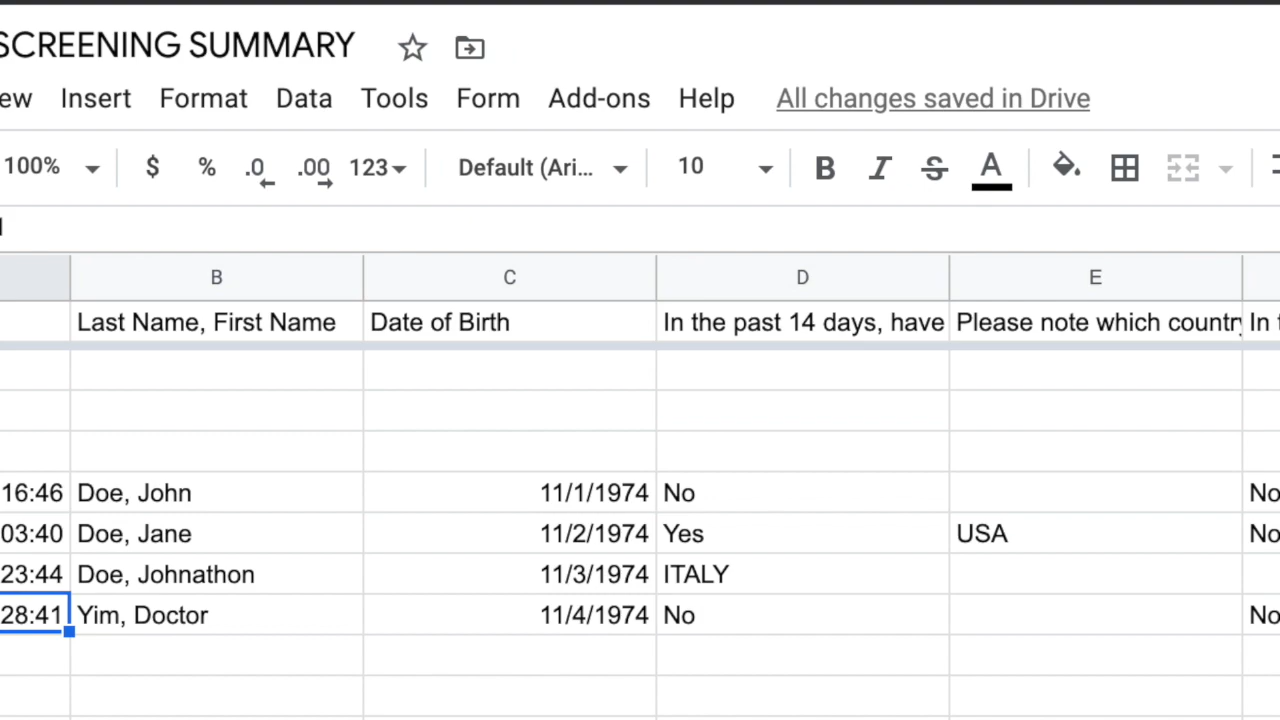 SCREENING SUMMARY
ew Insert Format Data Tools Form Add-ons Help All changes saved in Drive
100% $ % .0 .00 123 Default (Ari... 10 B I S A
B C D E
Last Name, First Name Date of Birth In the past 14 days, have Please note which country In
16:46 Doe, John 11/1/1974 No No
03:40 Doe, Jane 11/2/1974 Yes USA No
23:44 Doe, Johnathon 11/3/1974 ITALY
28:41 Yim, Doctor 11/4/1974 No No